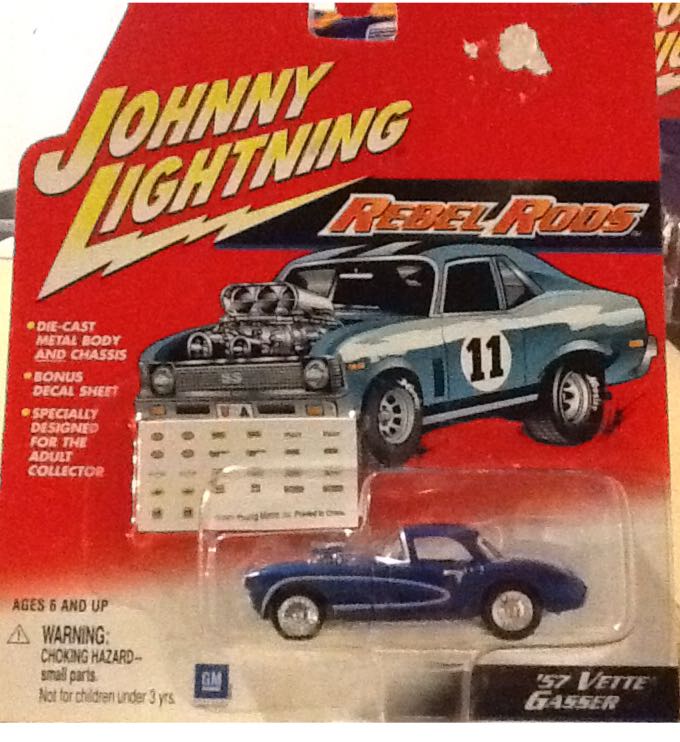 JOHNNY
LIGHTNING
REBEL RODS
•DIE-CAST
METAL BODY
AND CHASSIS
•BONUS
DECAL SHEET
•SPECIALLY
DESIGNED
FOR THE
ADULT
COLLECTOR
SS
11
AGES 6 AND UP
⚠ WARNING:
CHOKING HAZARD–
small parts.
Not for children under 3 yrs.
GM
'57 VETTE
GASSER